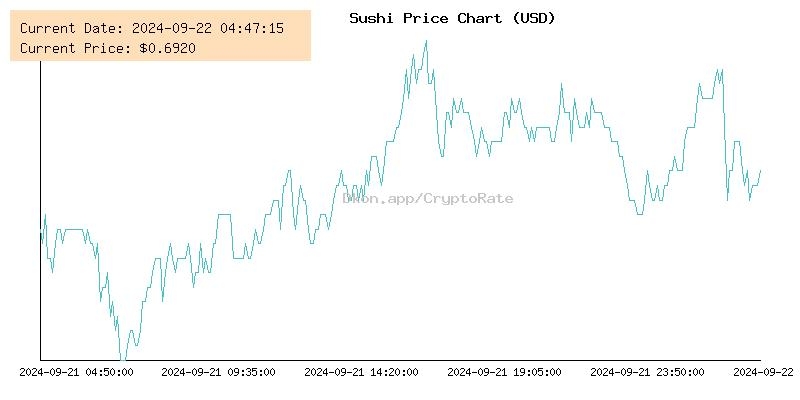 Sushi Price Chart (USD)
Current Date: 2024-09-22 04:47:15
Current Price: $0.6920
Dkon.app/CryptoRate
2024-09-21 04:50:00 2024-09-21 09:35:00 2024-09-21 14:20:00 2024-09-21 19:05:00 2024-09-21 23:50:00 2024-09-22